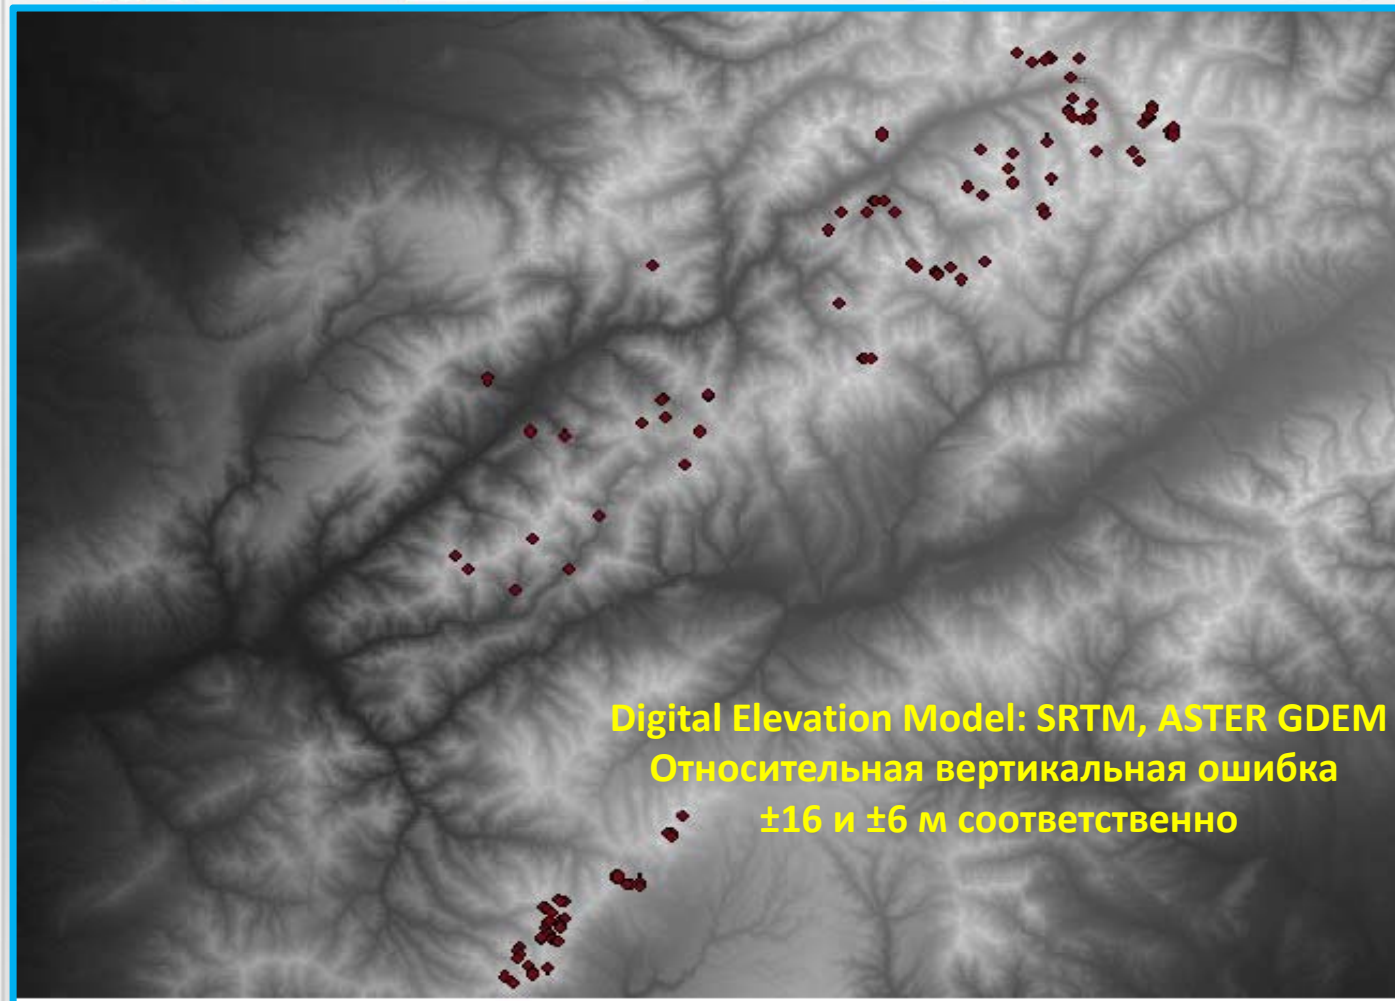 Digital Elevation Model: SRTM, ASTER GDEM
Относительная вертикальная ошибка
±16 и ±6 м соответственно